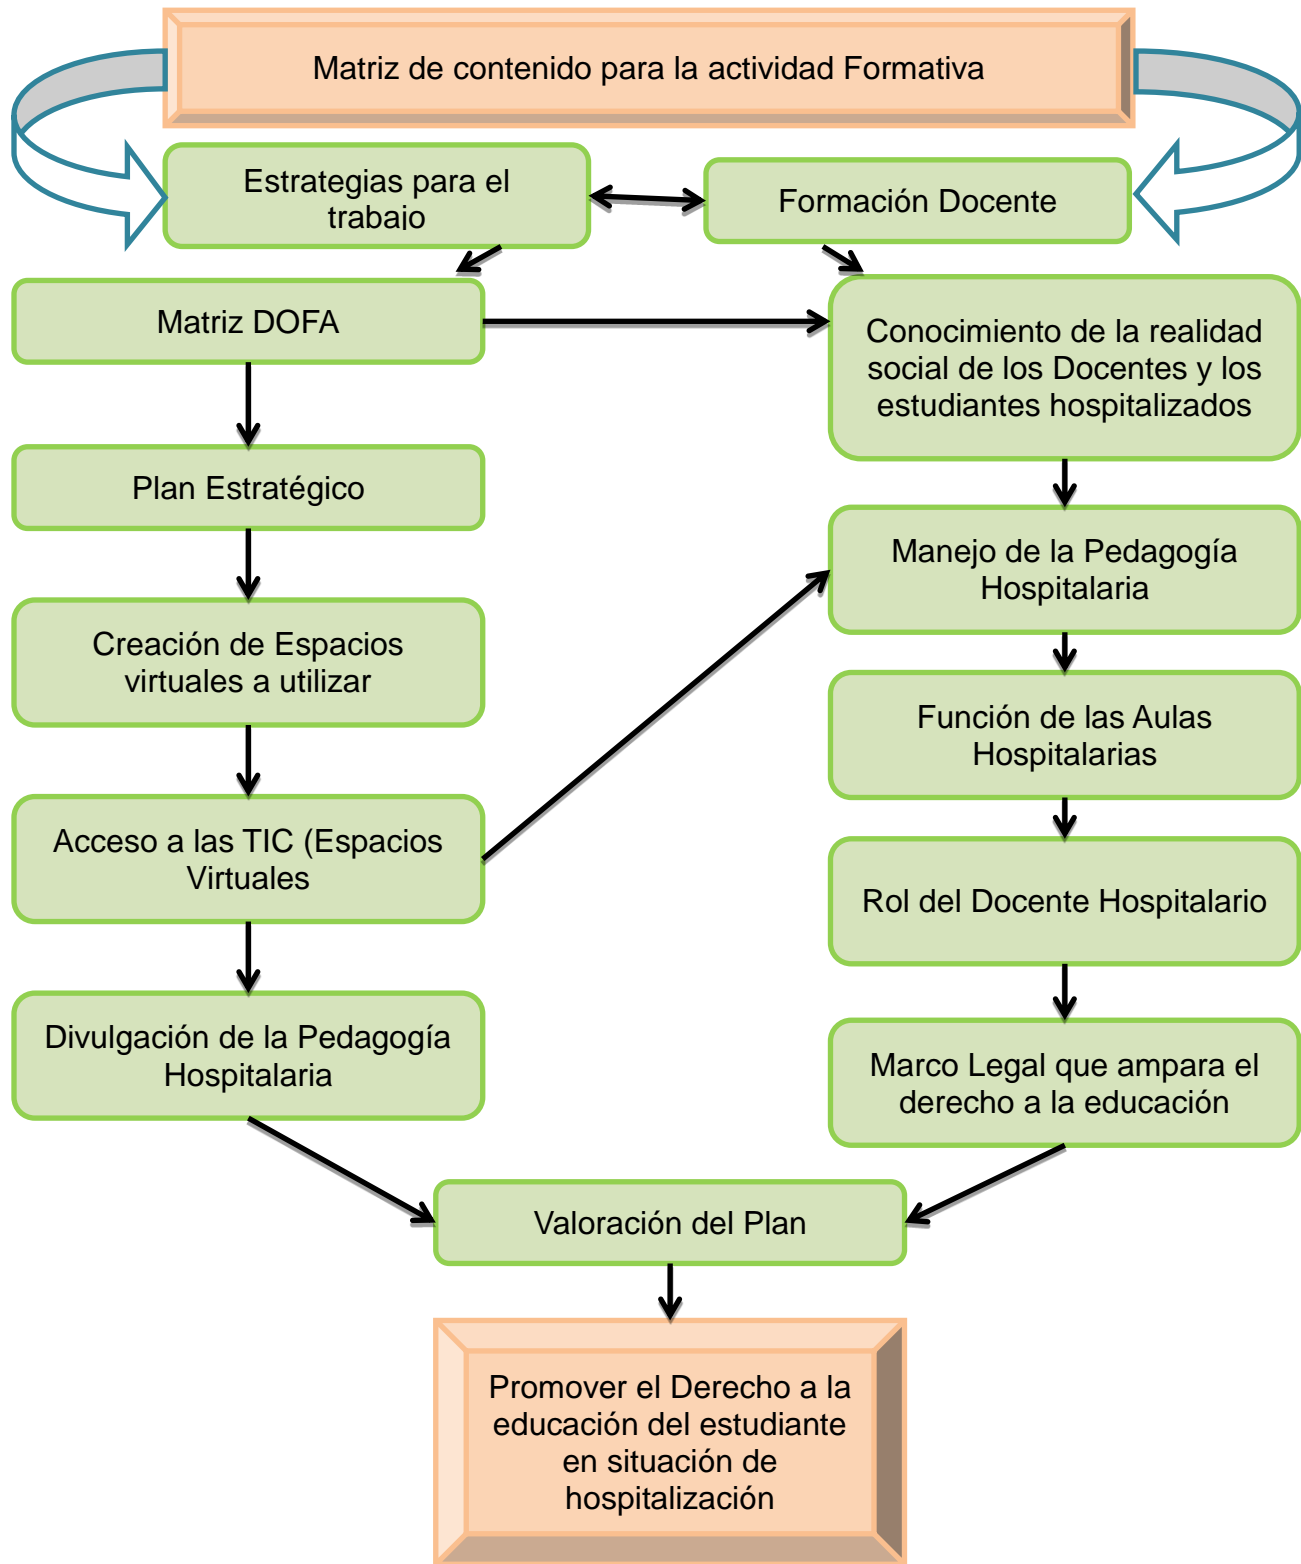 Matriz de contenido para la actividad Formativa
Estrategias para el
trabajo
Formación Docente
Matriz DOFA
Conocimiento de la realidad
social de los Docentes y los
estudiantes hospitalizados
Plan Estratégico
Manejo de la Pedagogía
Hospitalaria
Creación de Espacios
virtuales a utilizar
Función de las Aulas
Hospitalarias
Acceso a las TIC (Espacios
Virtuales
Rol del Docente Hospitalario
Divulgación de la Pedagogía
Hospitalaria
Marco Legal que ampara el
derecho a la educación
Valoración del Plan
Promover el Derecho a la
educación del estudiante
en situación de
hospitalización